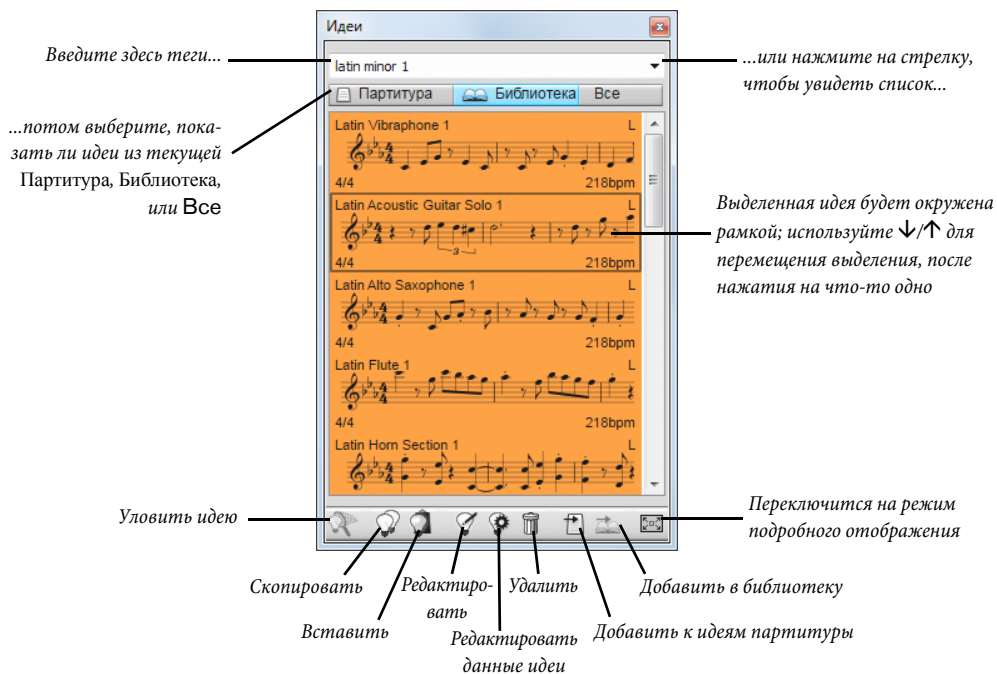 Идеи
Введите здесь теги...
latin minor 1
...или нажмите на стрелку,
чтобы увидеть список...
Партитура
Библиотека
Все
...потом выберите, пока-
зать ли идеи из текущей
Партитура, Библиотека,
или Все
Latin Vibraphone 1
L
4/4
218bpm
Latin Acoustic Guitar Solo 1
L
3
4/4
218bpm
Выделенная идея будет окружена
рамкой; используйте ↓/↑ для
перемещения выделения, после
нажатия на что-то одно
Latin Alto Saxophone 1
L
4/4
218bpm
Latin Flute 1
L
4/4
218bpm
Latin Horn Section 1
L
Уловить идею
Переключится на режим
подробного отображения
Скопировать
Редактиро-
вать
Удалить
Добавить в библиотеку
Вставить
Редактировать
данные идеи
Добавить к идеям партитуры